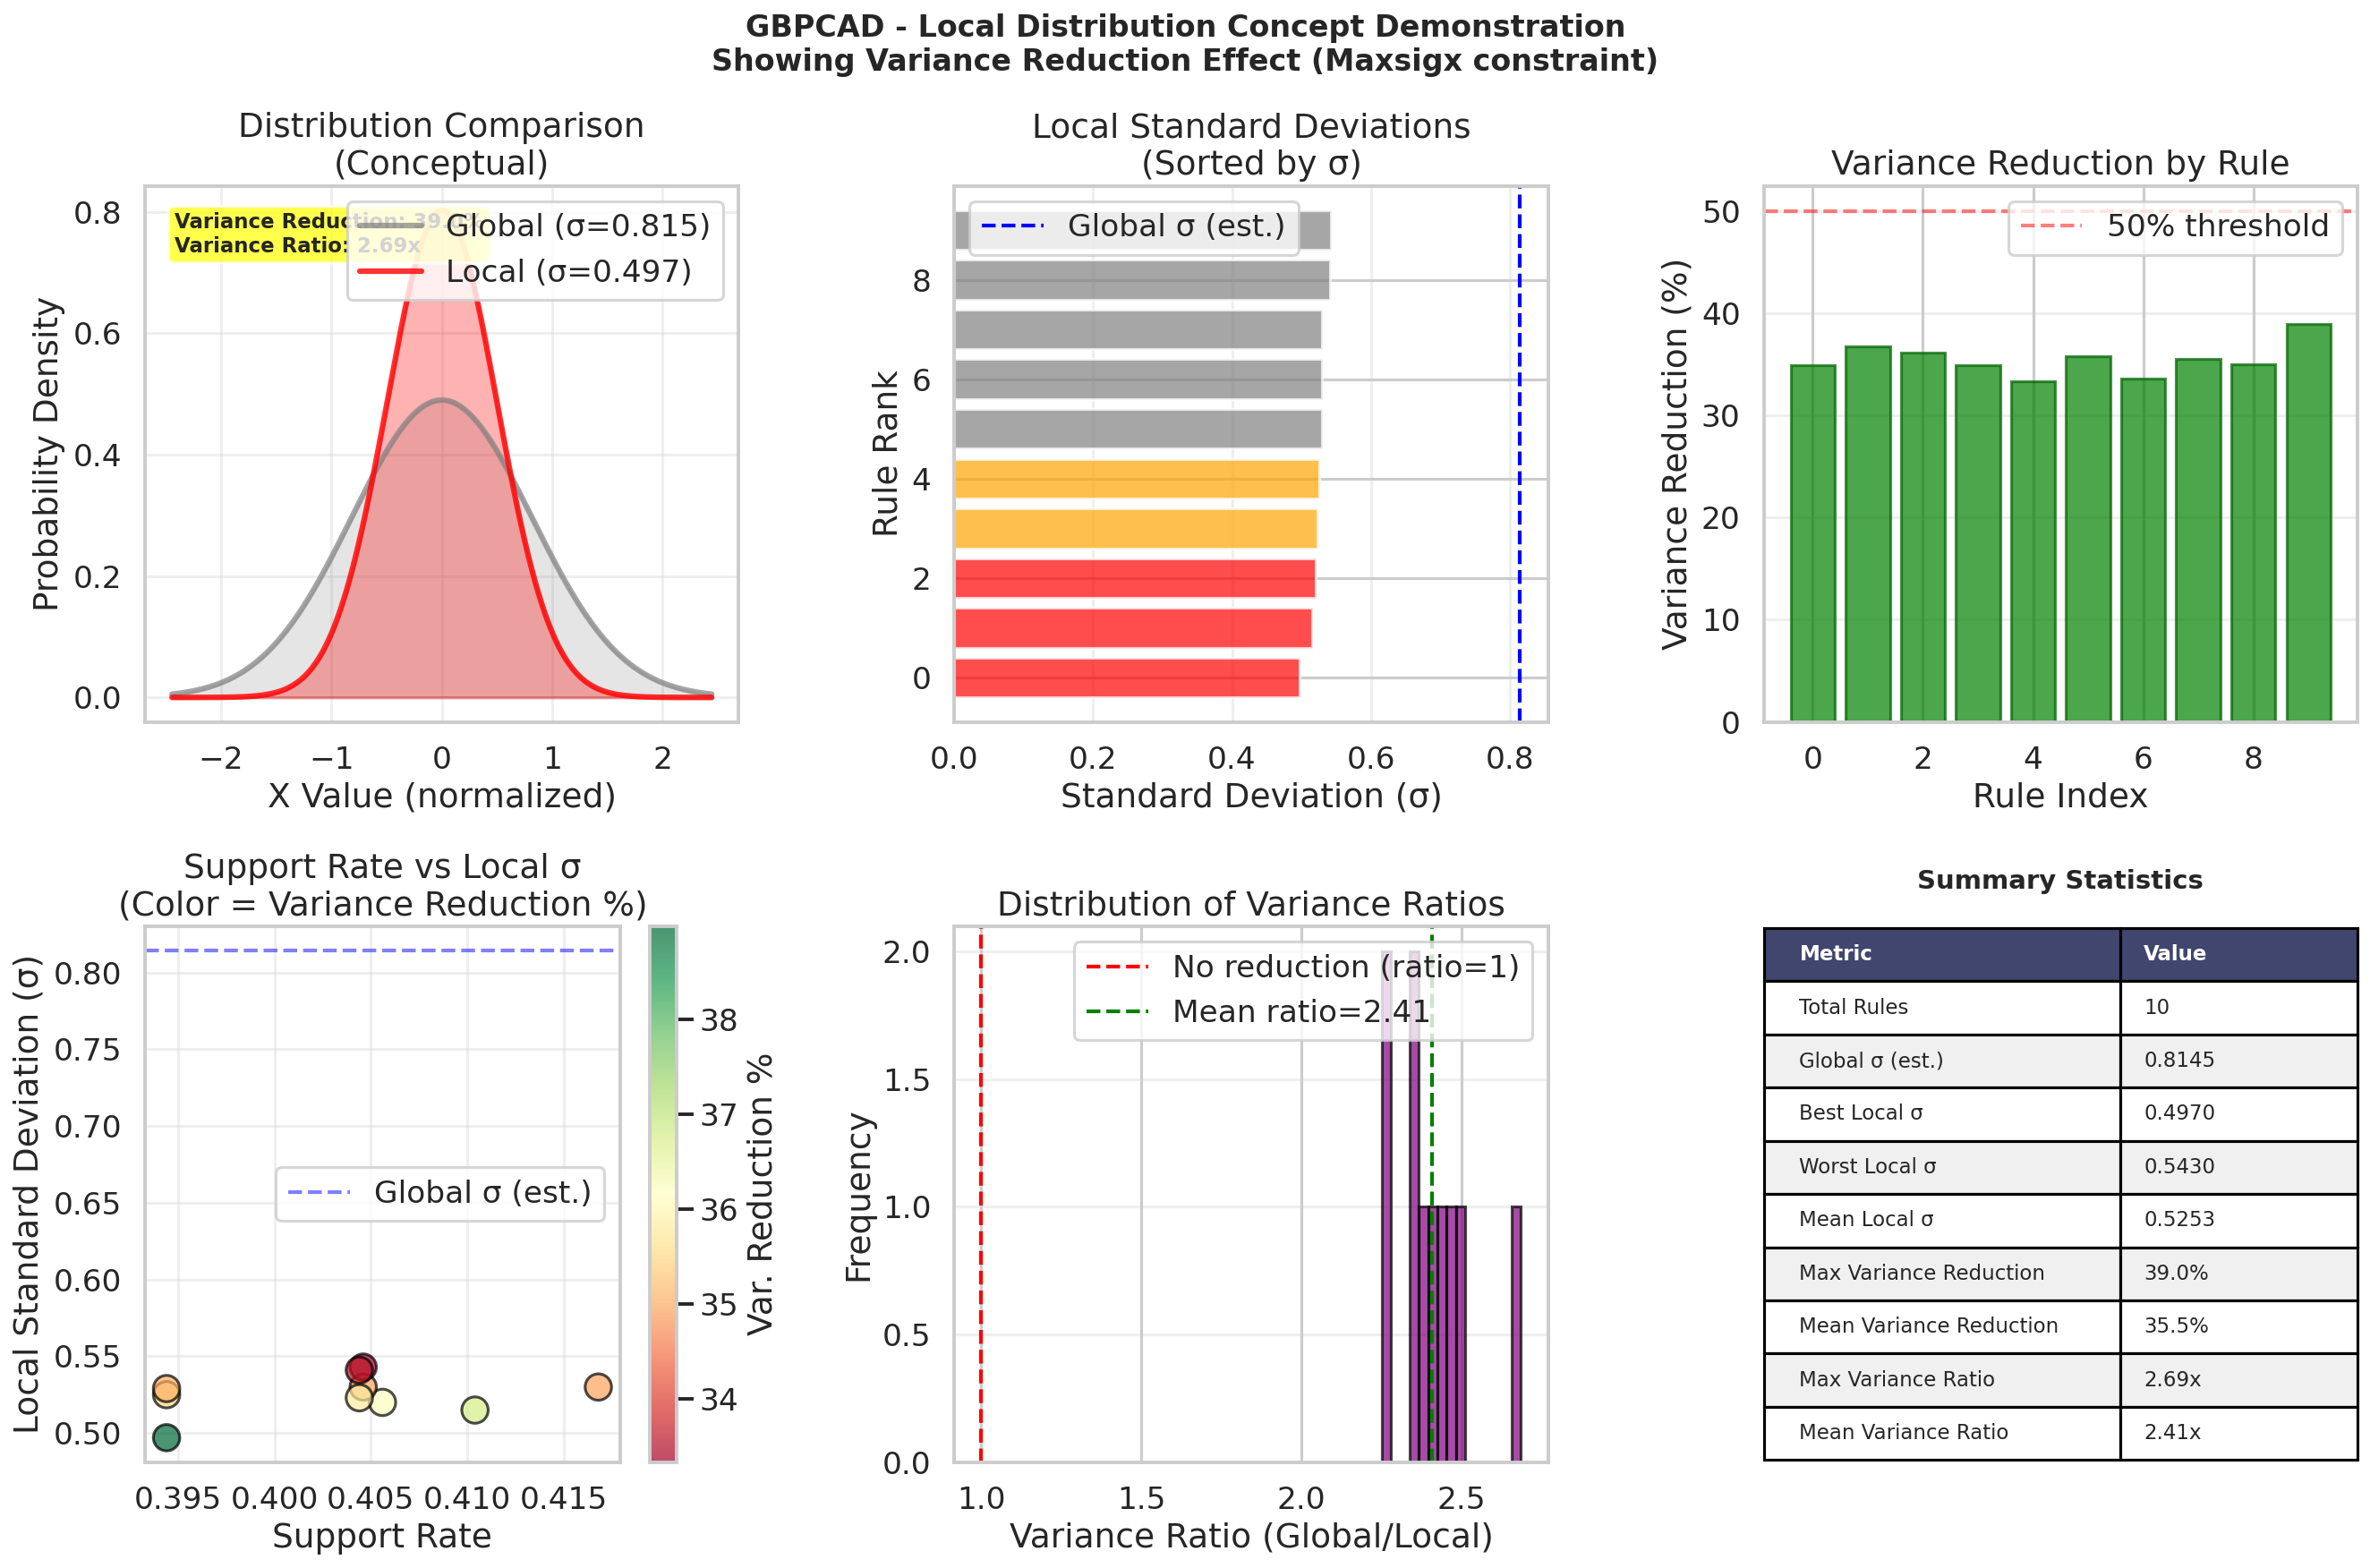 GBPCAD - Local Distribution Concept Demonstration
Showing Variance Reduction Effect (Maxsigx constraint)
Distribution Comparison
(Conceptual)
Variance Reduction: 39.0%
Variance Ratio: 2.69x
Global (σ=0.815)
Local (σ=0.497)
Probability Density
0.8
0.6
0.4
0.2
0.0
−2 −1 0 1 2
X Value (normalized)
Local Standard Deviations
(Sorted by σ)
Global σ (est.)
Rule Rank
8
6
4
2
0
0.0 0.2 0.4 0.6 0.8
Standard Deviation (σ)
Variance Reduction by Rule
50% threshold
Variance Reduction (%)
50
40
30
20
10
0
0 2 4 6 8
Rule Index
Support Rate vs Local σ
(Color = Variance Reduction %)
Global σ (est.)
Local Standard Deviation (σ)
0.80
0.75
0.70
0.65
0.60
0.55
0.50
0.395 0.400 0.405 0.410 0.415
Support Rate
38
37
36
35
34
Var. Reduction %
Distribution of Variance Ratios
No reduction (ratio=1)
Mean ratio=2.41
Frequency
2.0
1.5
1.0
0.5
0.0
1.0 1.5 2.0 2.5
Variance Ratio (Global/Local)
Summary Statistics
Metric Value
Total Rules 10
Global σ (est.) 0.8145
Best Local σ 0.4970
Worst Local σ 0.5430
Mean Local σ 0.5253
Max Variance Reduction 39.0%
Mean Variance Reduction 35.5%
Max Variance Ratio 2.69x
Mean Variance Ratio 2.41x